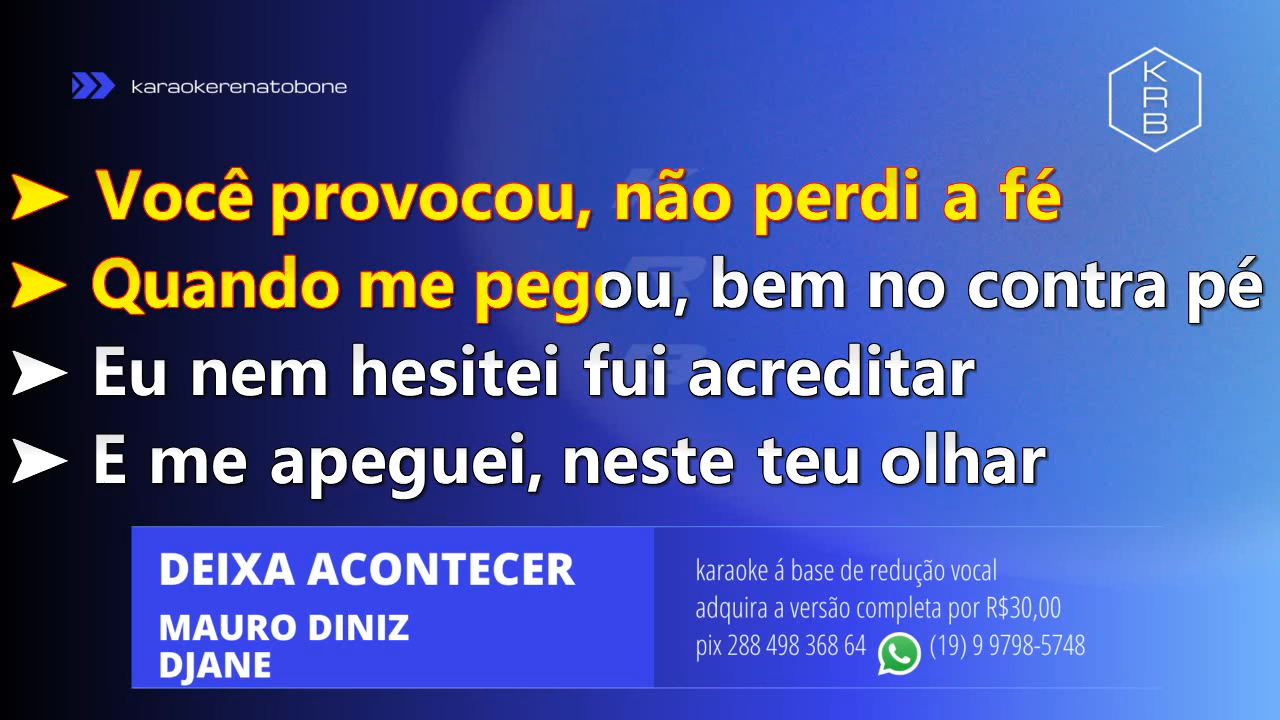 karaokerenatobone
K
R
B
➤ Você provocou, não perdi a fé
➤ Quando me pegou, bem no contra pé
➤ Eu nem hesitei fui acreditar
➤ E me apeguei, neste teu olhar
DEIXA ACONTECER
MAURO DINIZ
DJANE
karaoke á base de redução vocal
adquira a versão completa por R$30,00
pix 288 498 368 64 (19) 9 9798-5748